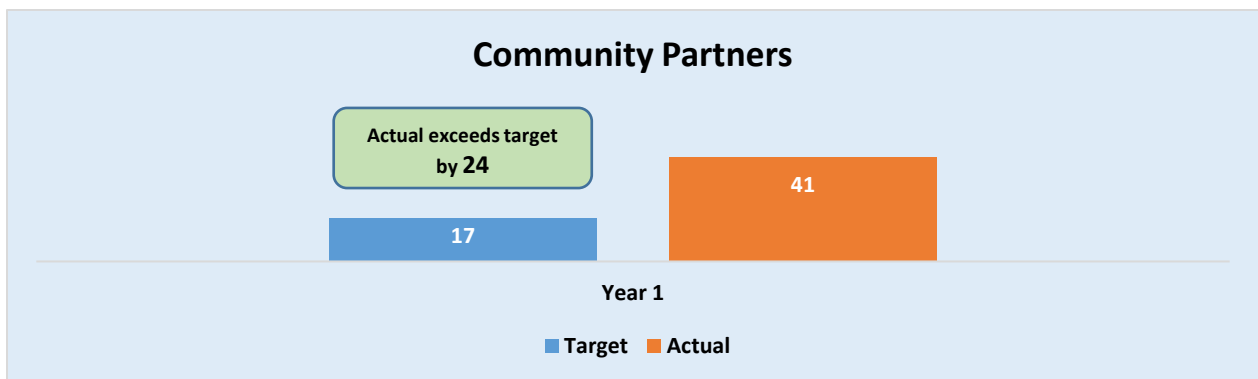 Community Partners
Actual exceeds target
by 24
17
41
Year 1
Target Actual